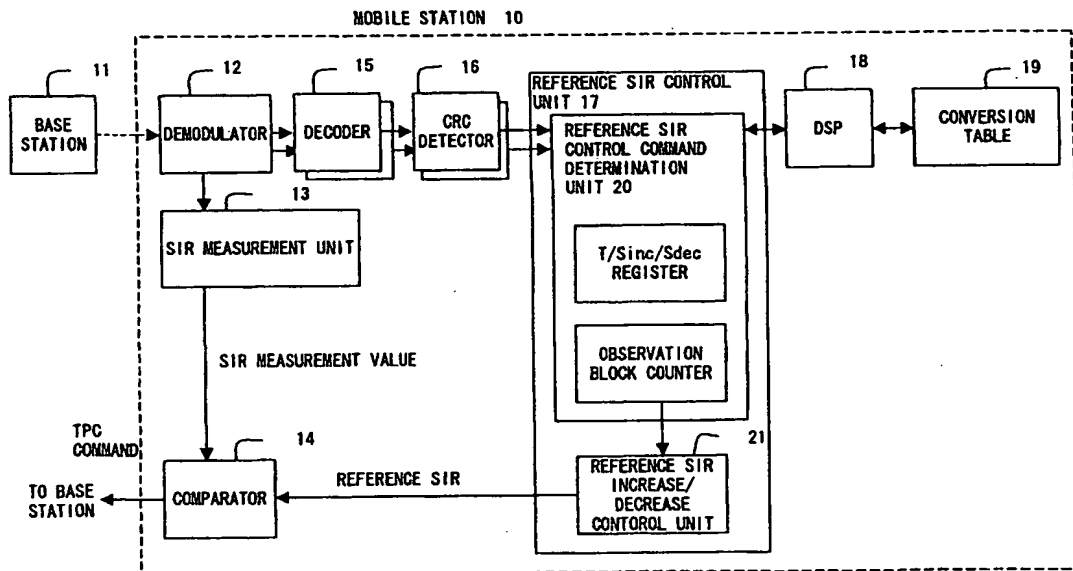 MOBILE STATION 10
11
12
15
16
18
19
BASE
STATION
DEMODULATOR
DECODER
CRC
DETECTOR
REFERENCE SIR CONTROL
UNIT 17
REFERENCE SIR
CONTROL COMMAND
DETERMINATION
UNIT 20
DSP
CONVERSION
TABLE
13
SIR MEASUREMENT UNIT
T/Sinc/Sdec
REGISTER
SIR MEASUREMENT VALUE
OBSERVATION
BLOCK COUNTER
TPC
COMMAND
14
21
TO BASE
STATION
COMPARATOR
REFERENCE SIR
REFERENCE SIR
INCREASE/
DECREASE
CONTOROL UNIT